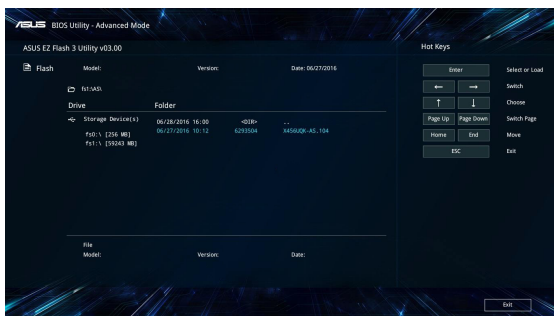 ASUS BIOS Utility - Advanced Mode
ASUS EZ Flash 3 Utility v03.00
Flash Model: Version: Date: 06/27/2016
fs1:\AS\
Drive Folder
Storage Device(s)
fs0:\ [256 MB]
fs1:\ [59243 MB]
06/28/2016 16:00 <DIR> ..
06/27/2016 10:12 6293504 X456UQK-AS.104
File
Model: Version: Date:
Hot Keys
Enter Select or Load
← → Switch
↑ ↓ Choose
Page Up Page Down Switch Page
Home End Move
ESC Exit
Exit